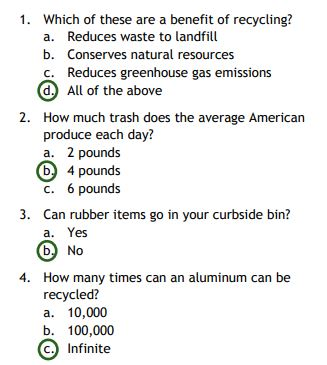 1. Which of these are a benefit of recycling?
a. Reduces waste to landfill
b. Conserves natural resources
c. Reduces greenhouse gas emissions
d. All of the above
2. How much trash does the average American
produce each day?
a. 2 pounds
b. 4 pounds
c. 6 pounds
3. Can rubber items go in your curbside bin?
a. Yes
b. No
4. How many times can an aluminum can be
recycled?
a. 10,000
b. 100,000
c. Infinite